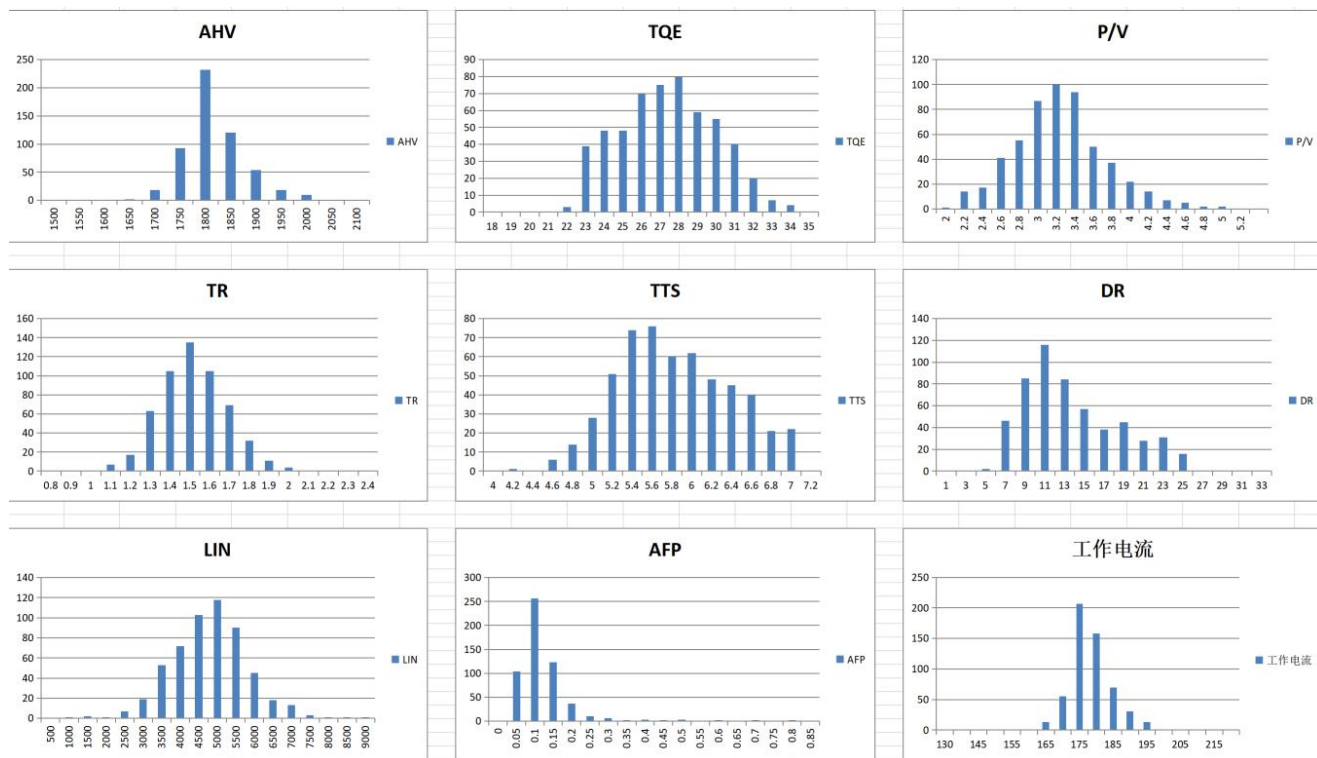 AHV
250
200
150
100
50
0
1500 1550 1600 1650 1700 1750 1800 1850 1900 1950 2000 2050 2100
AHV
TQE
90
80
70
60
50
40
30
20
10
0
18 19 20 21 22 23 24 25 26 27 28 29 30 31 32 33 34 35
TQE
P/V
120
100
80
60
40
20
0
2 2.2 2.4 2.6 2.8 3 3.2 3.4 3.6 3.8 4 4.2 4.4 4.6 4.8 5 5.2
P/V
TR
160
140
120
100
80
60
40
20
0
0.8 0.9 1 1.1 1.2 1.3 1.4 1.5 1.6 1.7 1.8 1.9 2 2.1 2.2 2.3 2.4
TR
TTS
80
70
60
50
40
30
20
10
0
4 4.2 4.4 4.6 4.8 5 5.2 5.4 5.6 5.8 6 6.2 6.4 6.6 6.8 7 7.2
TTS
DR
140
120
100
80
60
40
20
0
1 3 5 7 9 11 13 15 17 19 21 23 25 27 29 31 33
DR
LIN
140
120
100
80
60
40
20
0
500 1000 1500 2000 2500 3000 3500 4000 4500 5000 5500 6000 6500 7000 7500 8000 8500 9000
LIN
AFP
300
250
200
150
100
50
0
0 0.05 0.1 0.15 0.2 0.25 0.3 0.35 0.4 0.45 0.5 0.55 0.6 0.65 0.7 0.75 0.8 0.85
AFP
工作电流
250
200
150
100
50
0
130 145 155 165 175 185 195 205 215
工作电流